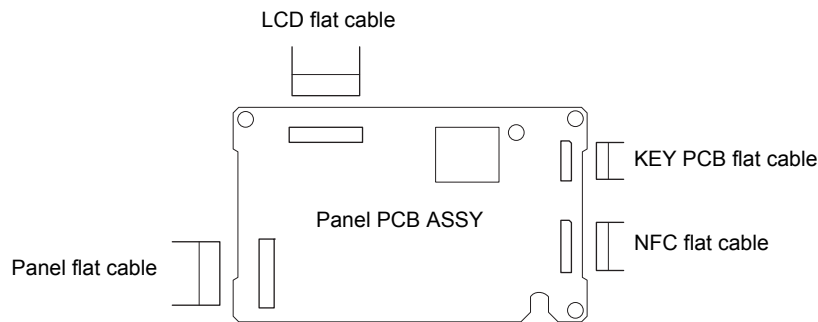 LCD flat cable
KEY PCB flat cable
Panel PCB ASSY
NFC flat cable
Panel flat cable